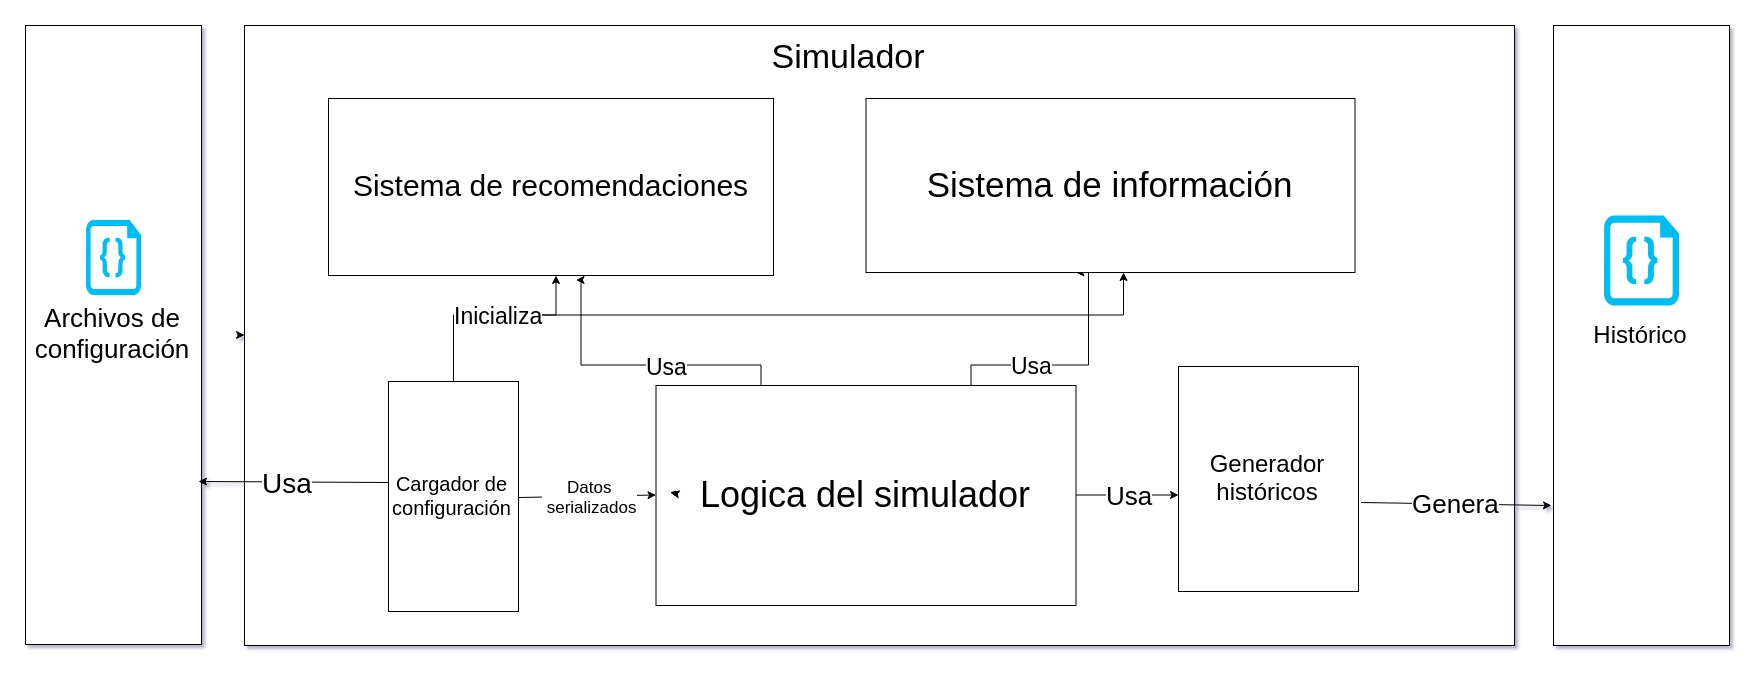 Simulador
Sistema de recomendaciones
Sistema de información
{}
Archivos de
configuración
{}
Histórico
Inicializa
Usa
Usa
Usa
Cargador de
configuración
Datos
serializados
Logica del simulador
Usa
Generador
históricos
Genera